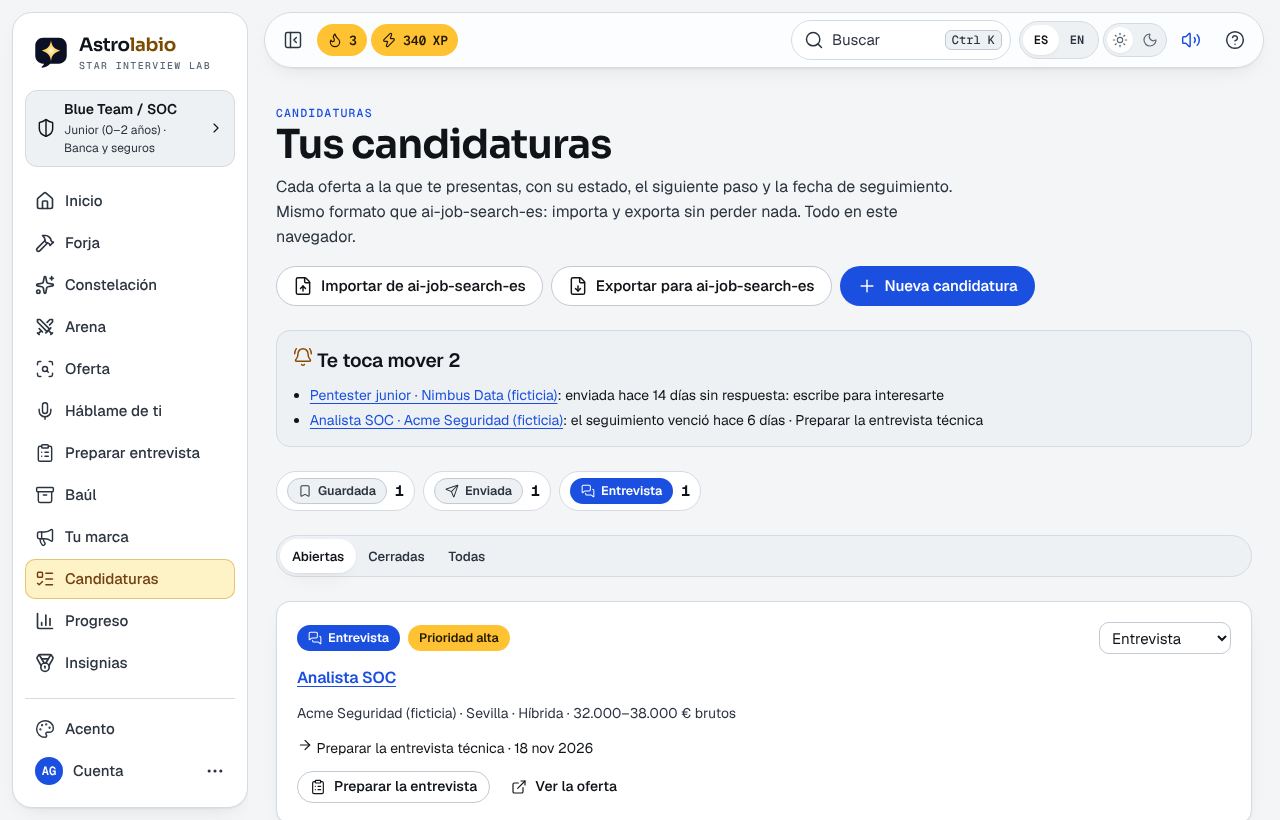 Astrolabio
STAR INTERVIEW LAB
Blue Team / SOC
Junior (0–2 años) ·
Banca y seguros
Inicio
Forja
Constelación
Arena
Oferta
Háblame de ti
Preparar entrevista
Baúl
Tu marca
Candidaturas
Progreso
Insignias
Acento
AG Cuenta
3 340 XP Buscar Ctrl K ES EN
CANDIDATURAS
Tus candidaturas
Cada oferta a la que te presentas, con su estado, el siguiente paso y la fecha de seguimiento.
Mismo formato que ai-job-search-es: importa y exporta sin perder nada. Todo en este
navegador.
Importar de ai-job-search-es Exportar para ai-job-search-es Nueva candidatura
Te toca mover 2
Pentester junior · Nimbus Data (ficticia): enviada hace 14 días sin respuesta: escribe para interesarte
Analista SOC · Acme Seguridad (ficticia): el seguimiento venció hace 6 días · Preparar la entrevista técnica
Guardada 1 Enviada 1 Entrevista 1
Abiertas Cerradas Todas
Entrevista Prioridad alta Entrevista
Analista SOC
Acme Seguridad (ficticia) · Sevilla · Híbrida · 32.000–38.000 € brutos
Preparar la entrevista técnica · 18 nov 2026
Preparar la entrevista Ver la oferta